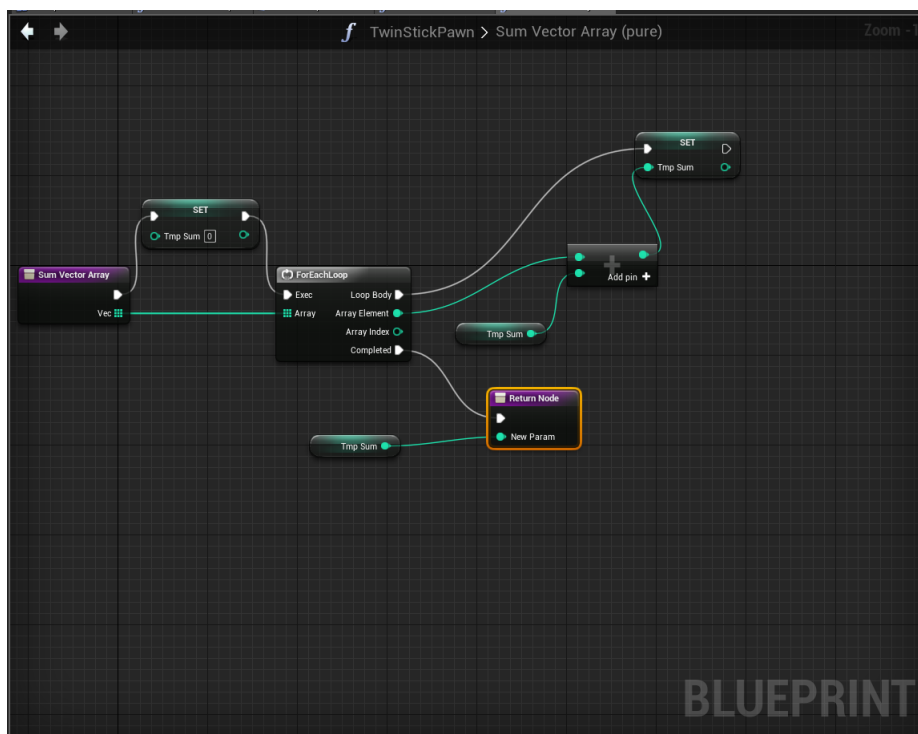 TwinStickPawn > Sum Vector Array (pure)
Zoom -
SET
Tmp Sum
SET
Tmp Sum 0
Sum Vector Array
Vec
ForEachLoop
Exec Loop Body
Array Array Element
Array Index
Completed
Add pin
Tmp Sum
Return Node
New Param
Tmp Sum
BLUEPRINT